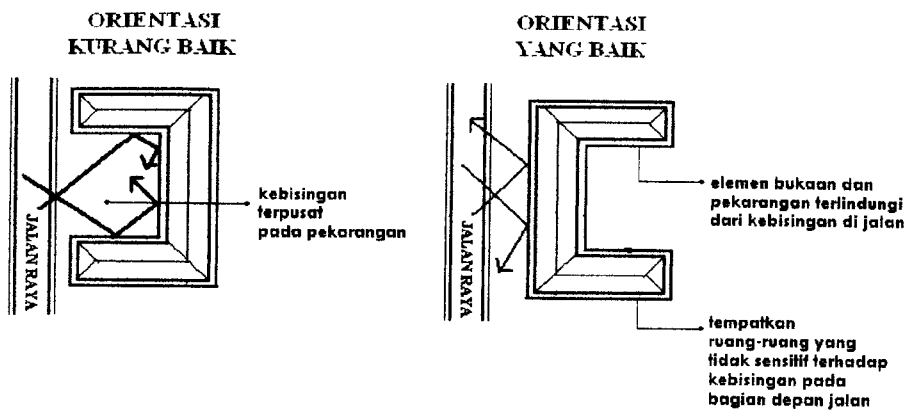 ORIENTASI
KURANG BAIK
JALAN RAYA
kebisingan
terpusat
pada pekarangan
ORIENTASI
YANG BAIK
JALAN RAYA
elemen bukaan dan
pekarangan terlindungi
dari kebisingan di jalan
tempatkan
ruang-ruang yang
tidak sensitif terhadap
kebisingan pada
bagian depan jalan